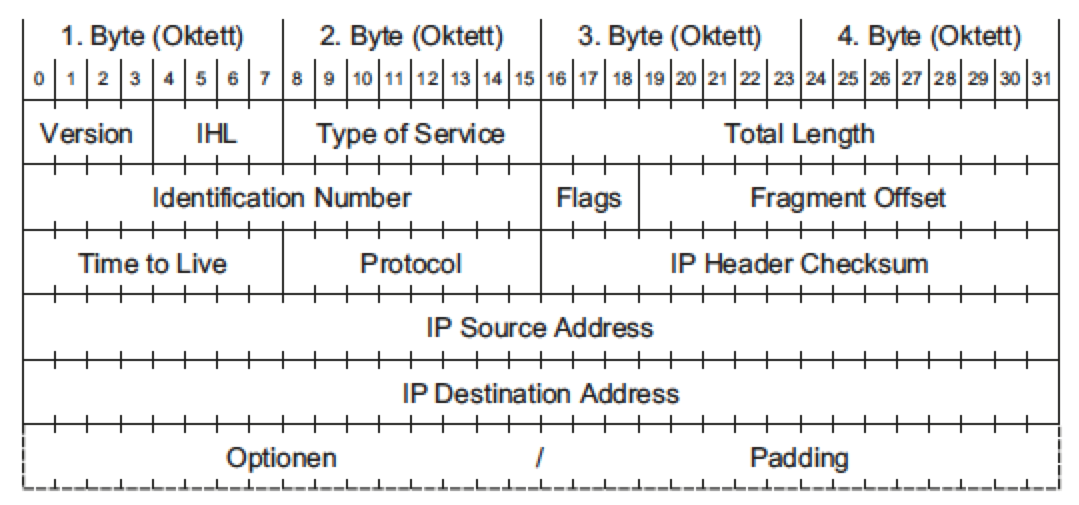 1. Byte (Oktett) 2. Byte (Oktett) 3. Byte (Oktett) 4. Byte (Oktett)
0 1 2 3 4 5 6 7 8 9 10 11 12 13 14 15 16 17 18 19 20 21 22 23 24 25 26 27 28 29 30 31
Version IHL Type of Service Total Length
Identification Number Flags Fragment Offset
Time to Live Protocol IP Header Checksum
IP Source Address
IP Destination Address
Optionen / Padding